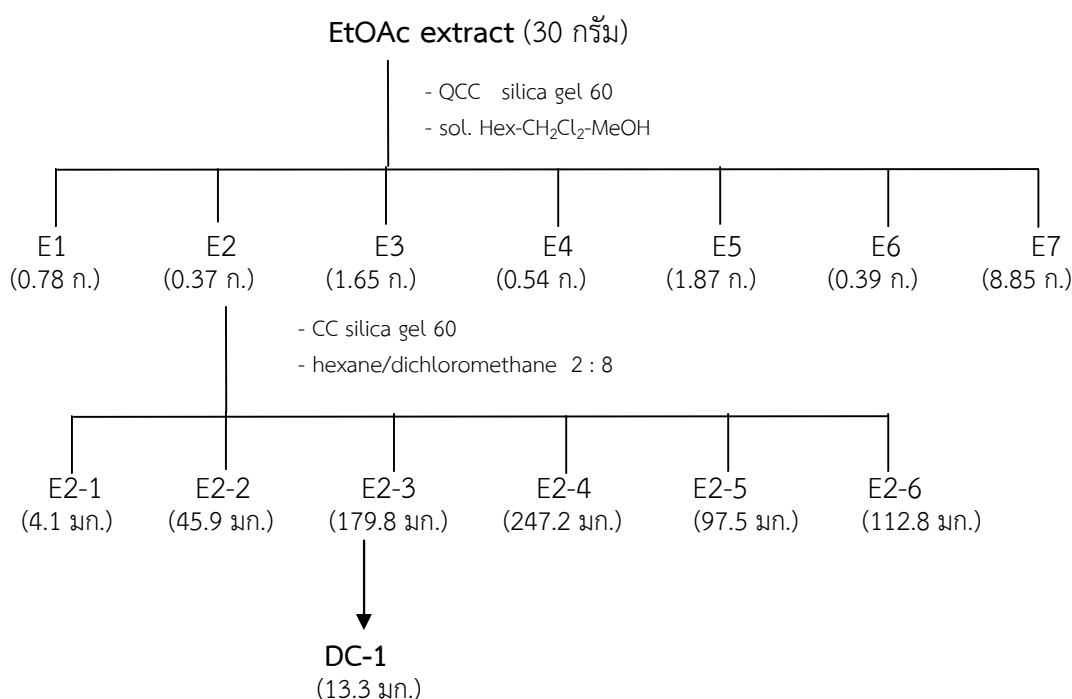 EtOAc extract (30 กรัม)
- QCC silica gel 60
- sol. Hex-CH₂Cl₂-MeOH
E1 E2 E3 E4 E5 E6 E7
(0.78 ก.) (0.37 ก.) (1.65 ก.) (0.54 ก.) (1.87 ก.) (0.39 ก.) (8.85 ก.)
- CC silica gel 60
- hexane/dichloromethane 2 : 8
E2-1 E2-2 E2-3 E2-4 E2-5 E2-6
(4.1 มก.) (45.9 มก.) (179.8 มก.) (247.2 มก.) (97.5 มก.) (112.8 มก.)
DC-1
(13.3 มก.)